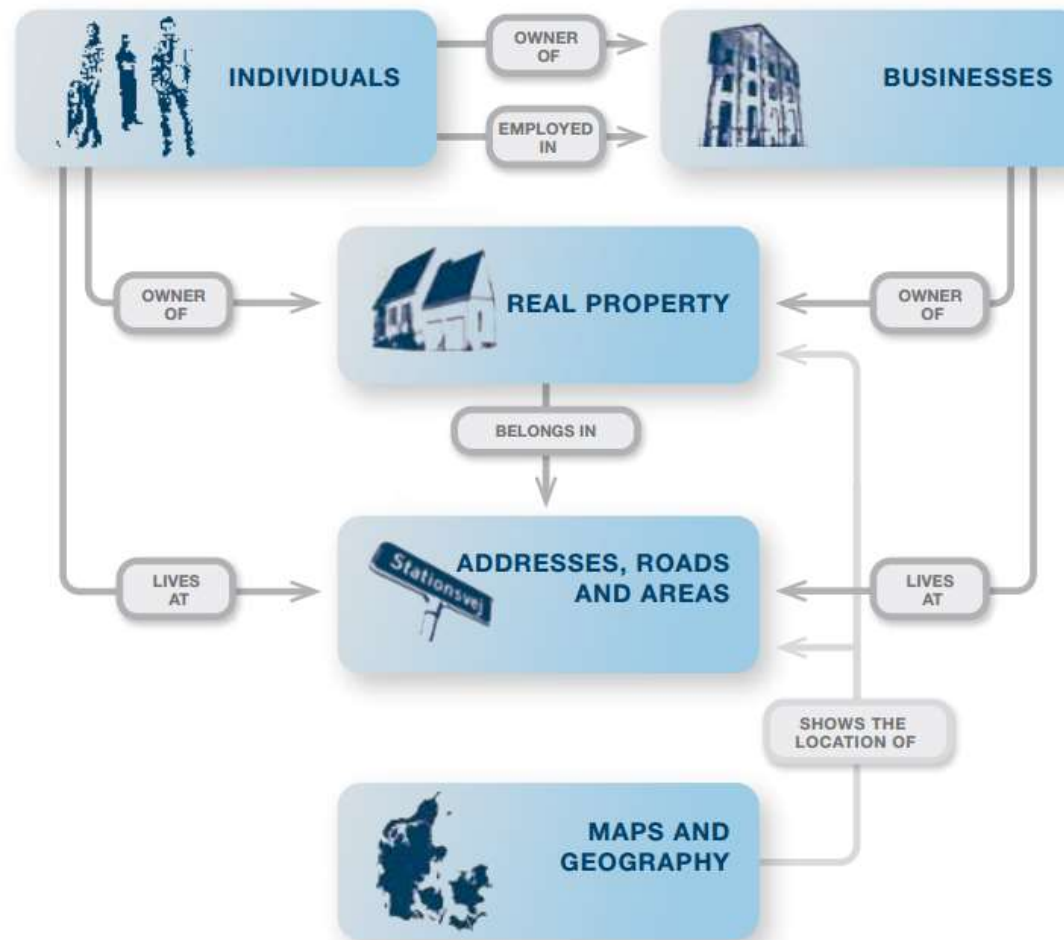 INDIVIDUALS
OWNER
OF
EMPLOYED
IN
BUSINESSES
OWNER
OF
REAL PROPERTY
OWNER
OF
BELONGS IN
Stationsvej
ADDRESSES, ROADS
AND AREAS
LIVES
AT
LIVES
AT
SHOWS THE
LOCATION OF
MAPS AND
GEOGRAPHY